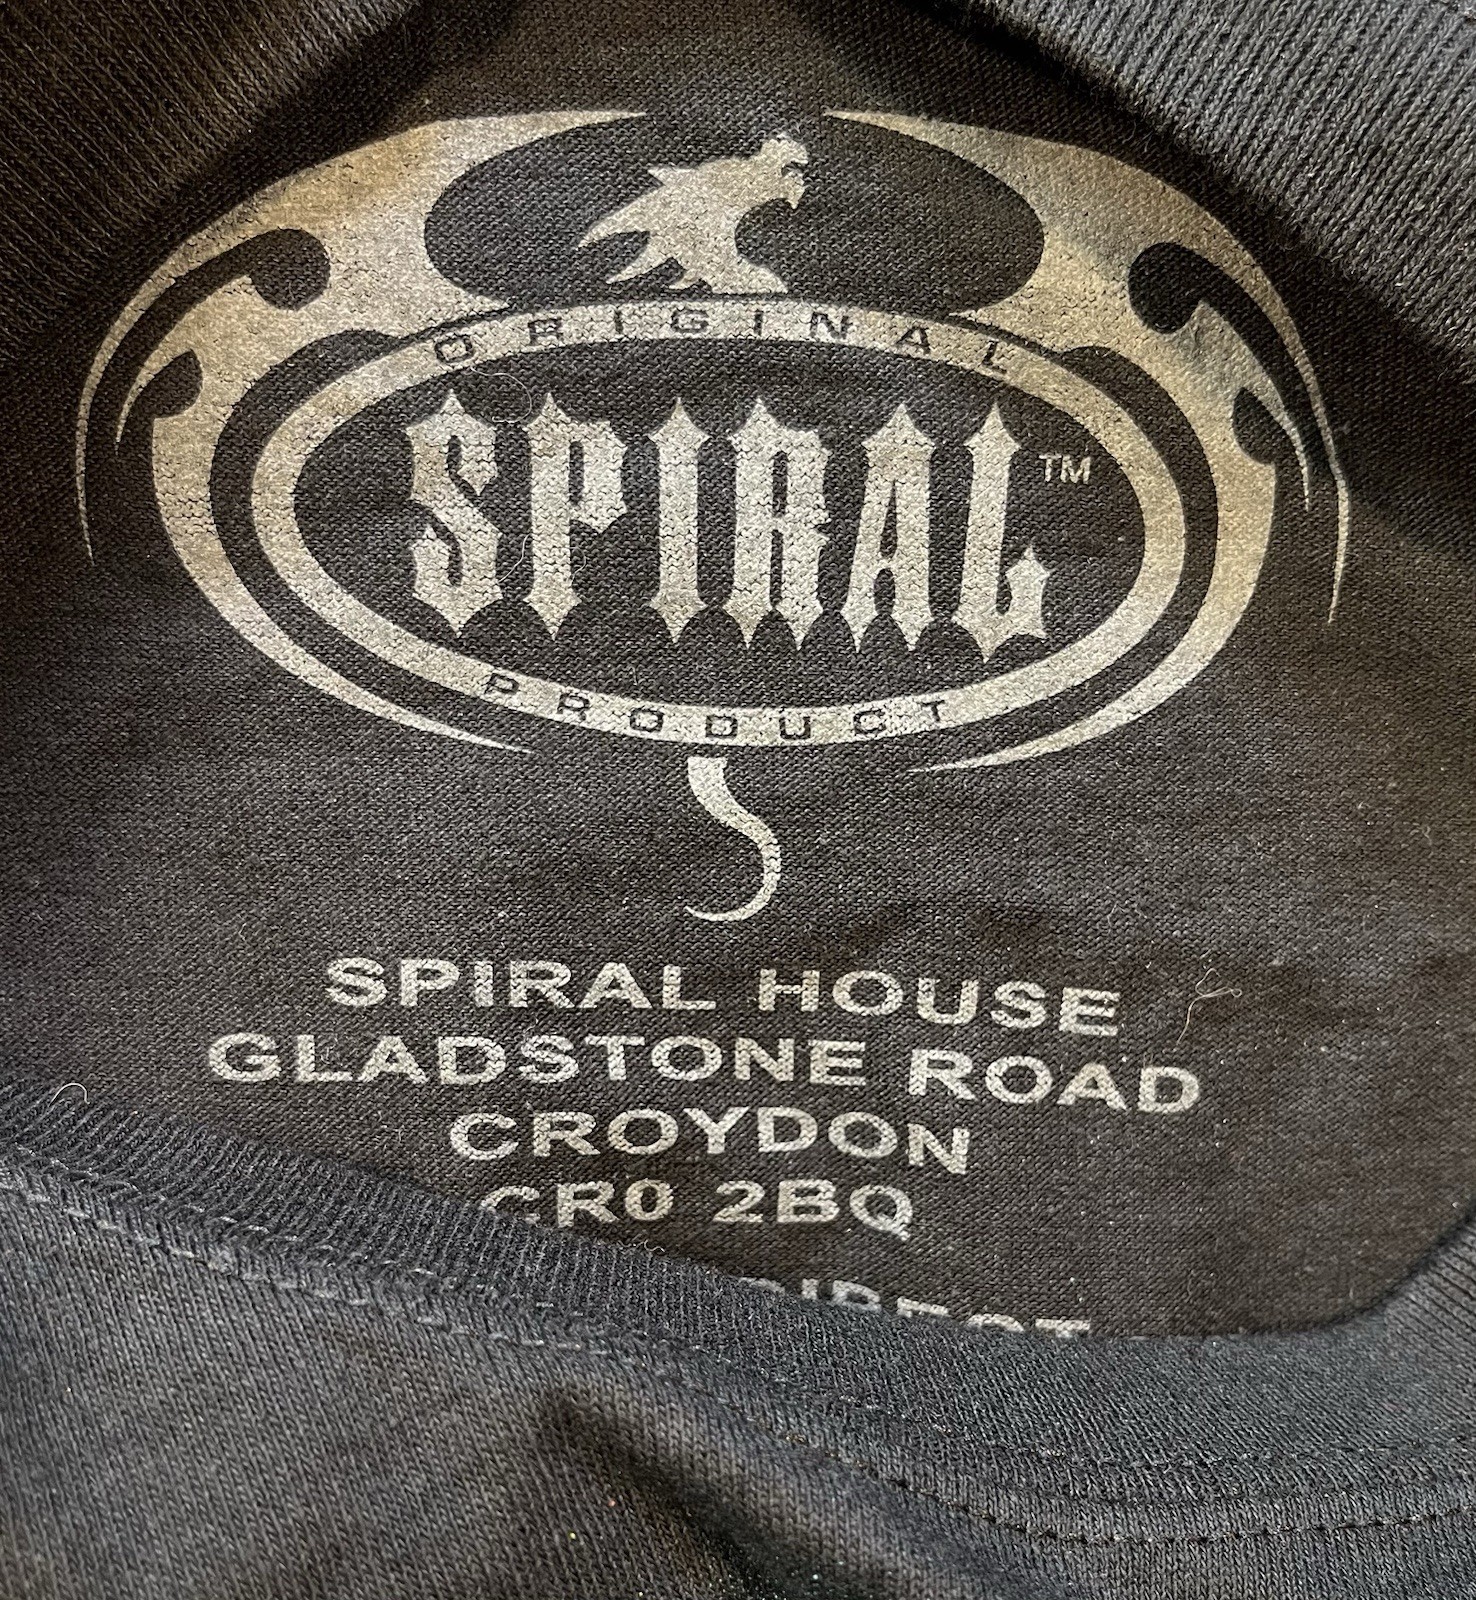 ORIGINAL
SPIRAL™
PRODUCT
SPIRAL HOUSE
GLADSTONE ROAD
CROYDON
CR0 2BQ